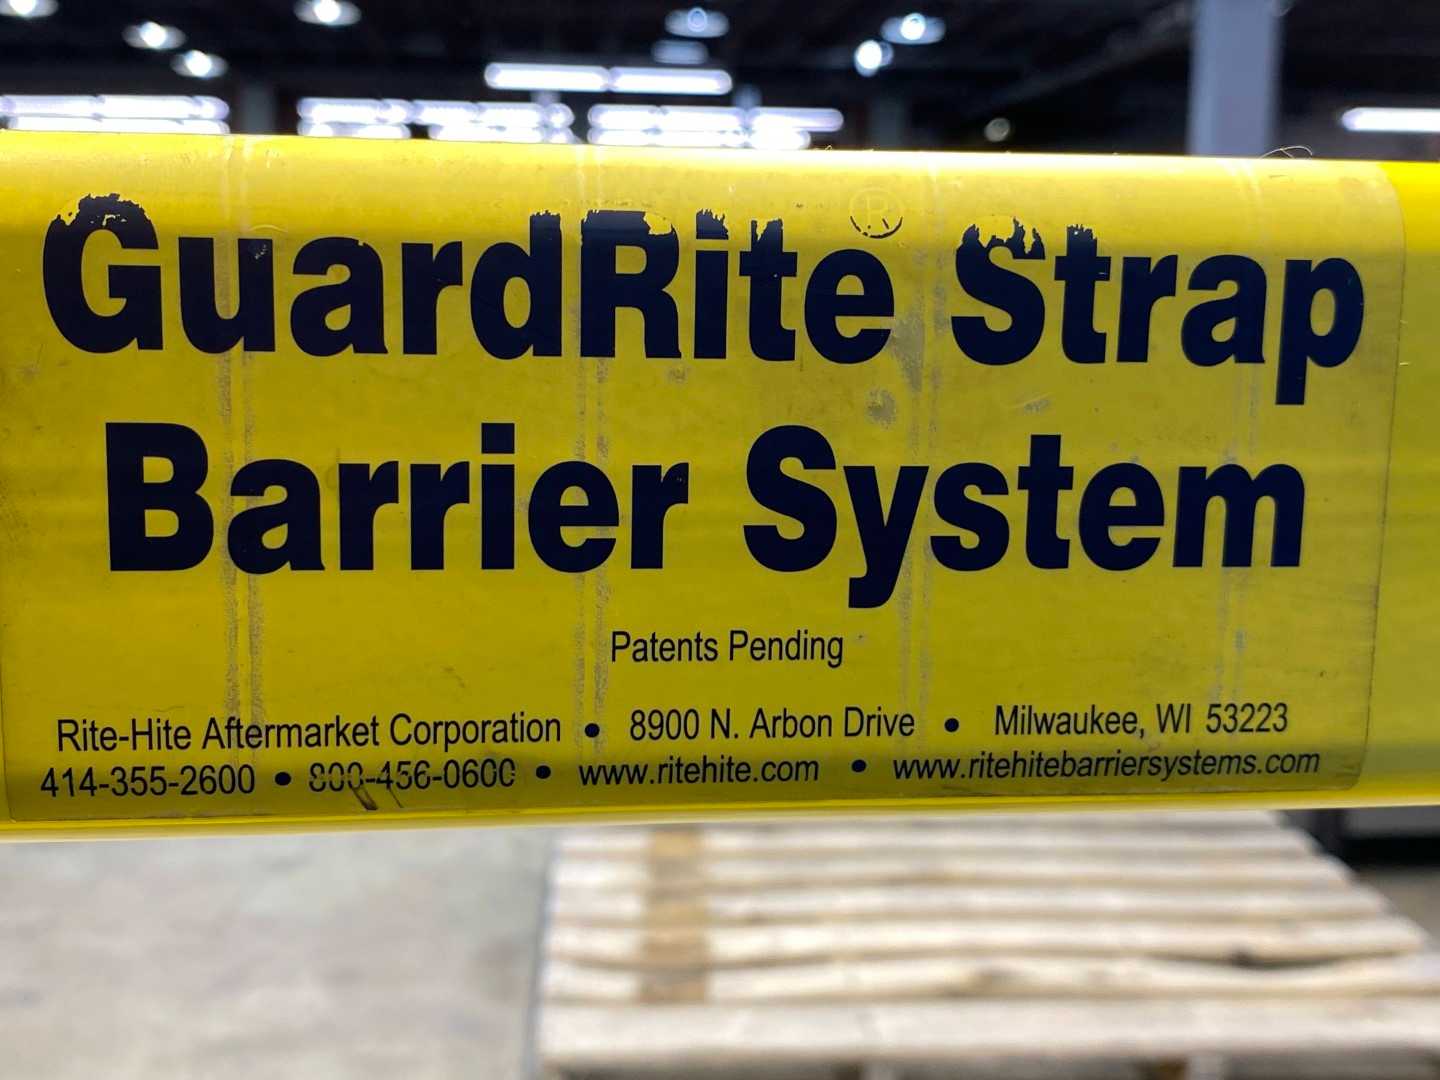 GuardRite® Strap
Barrier System
Patents Pending
Rite-Hite Aftermarket Corporation • 8900 N. Arbon Drive • Milwaukee, WI 53223
414-355-2600 • 800-456-0600 • www.ritehite.com • www.ritehitebarriersystems.com